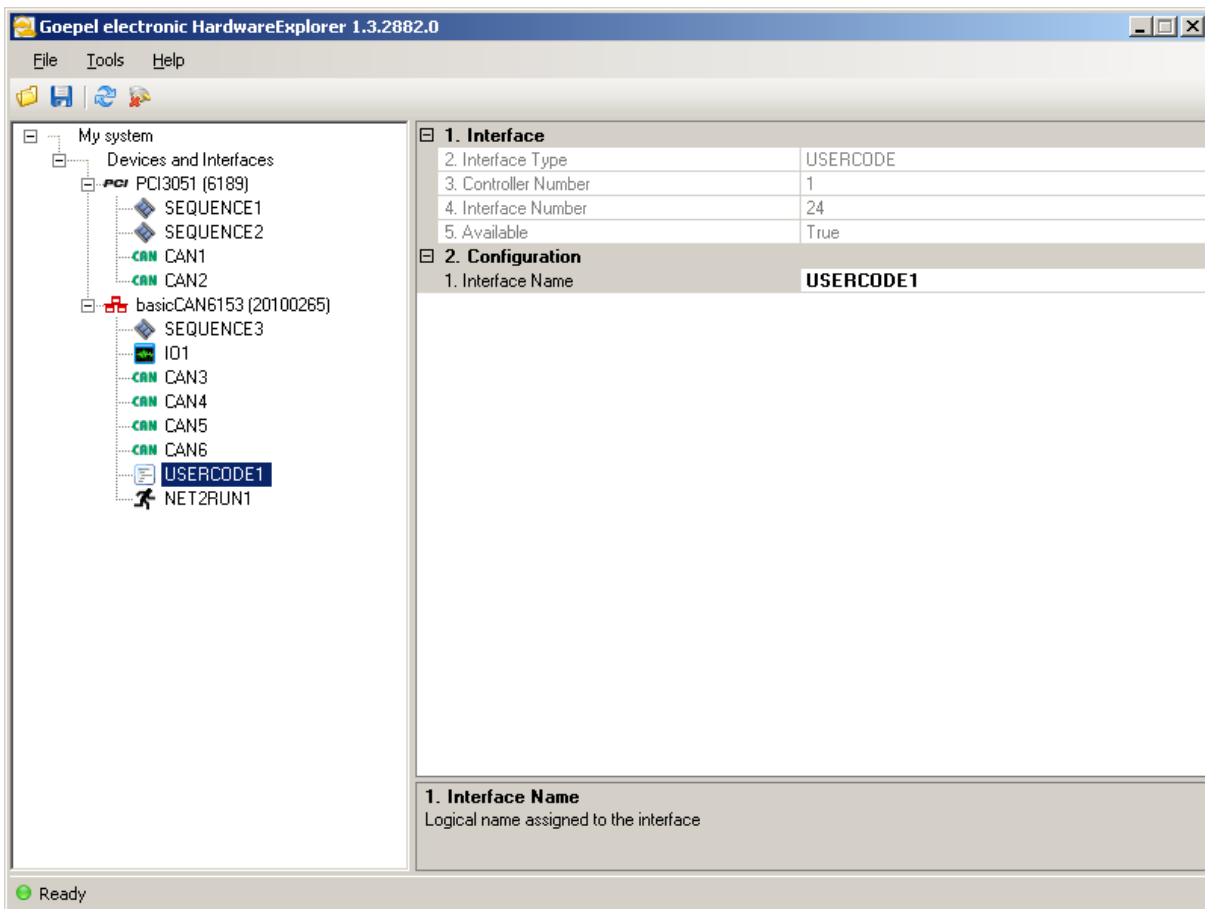 Goepel electronic HardwareExplorer 1.3.2882.0
File Tools Help
My system
Devices and Interfaces
PCI PCI3051 (6189)
SEQUENCE1
SEQUENCE2
CAN CAN1
CAN CAN2
basicCAN6153 (20100265)
SEQUENCE3
IO1
CAN CAN3
CAN CAN4
CAN CAN5
CAN CAN6
USERCODE1
NET2RUN1
1. Interface
2. Interface Type USERCODE
3. Controller Number 1
4. Interface Number 24
5. Available True
2. Configuration
1. Interface Name USERCODE1
1. Interface Name
Logical name assigned to the interface
Ready